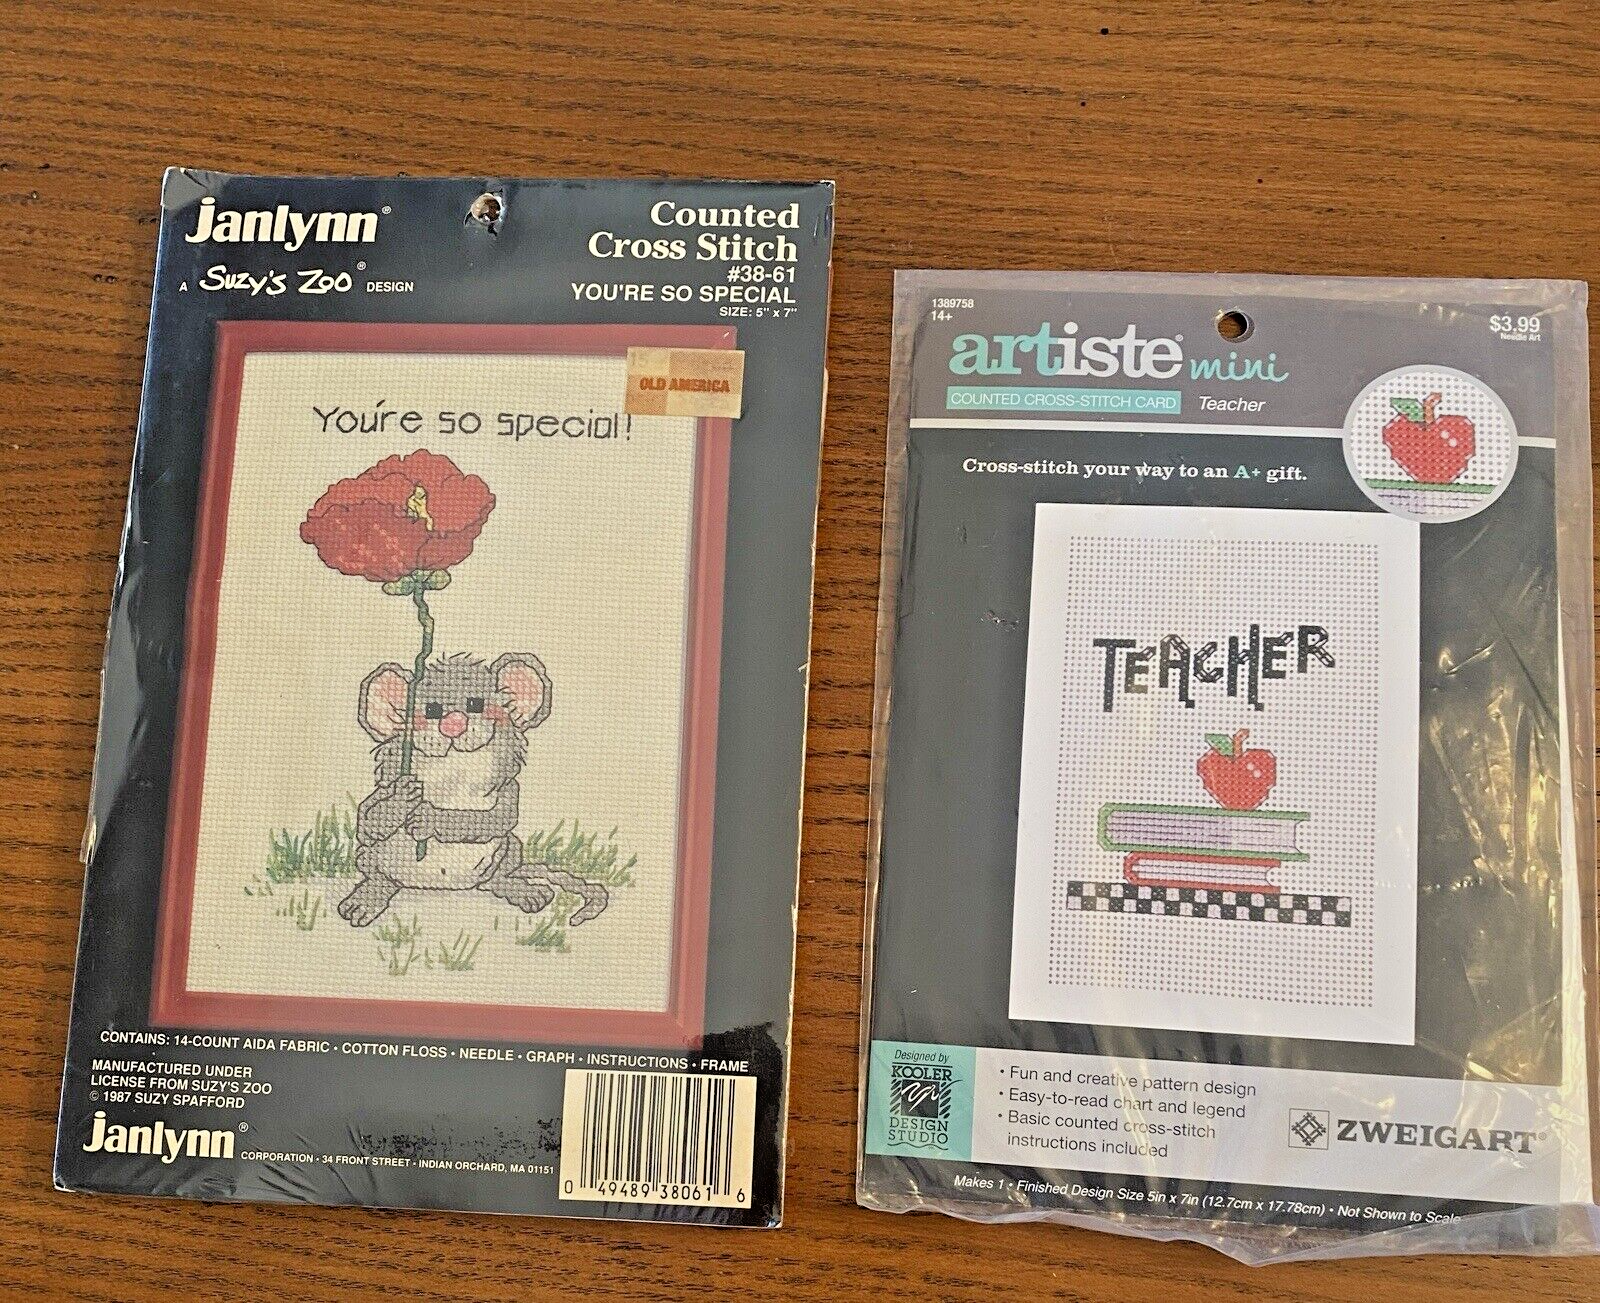 janlynn®
A Suzy's Zoo® DESIGN
Counted
Cross Stitch
#38-61
YOU'RE SO SPECIAL
SIZE: 5" x 7"
OLD AMERICA
You're so special!
CONTAINS: 14-COUNT AIDA FABRIC • COTTON FLOSS • NEEDLE • GRAPH • INSTRUCTIONS • FRAME
MANUFACTURED UNDER
LICENSE FROM SUZY'S ZOO
© 1987 SUZY SPAFFORD
janlynn®
CORPORATION • 34 FRONT STREET • INDIAN ORCHARD, MA 01151
0 49489 38061 6
1389758
14+
$3.99
Needle Art
artiste® mini
COUNTED CROSS-STITCH CARD Teacher
Cross-stitch your way to an A+ gift.
TEACHER
Designed by
KOOLER
DESIGN
STUDIO
• Fun and creative pattern design
• Easy-to-read chart and legend
• Basic counted cross-stitch
instructions included
ZWEIGART®
Makes 1 • Finished Design Size 5in x 7in (12.7cm x 17.78cm) • Not Shown to Scale